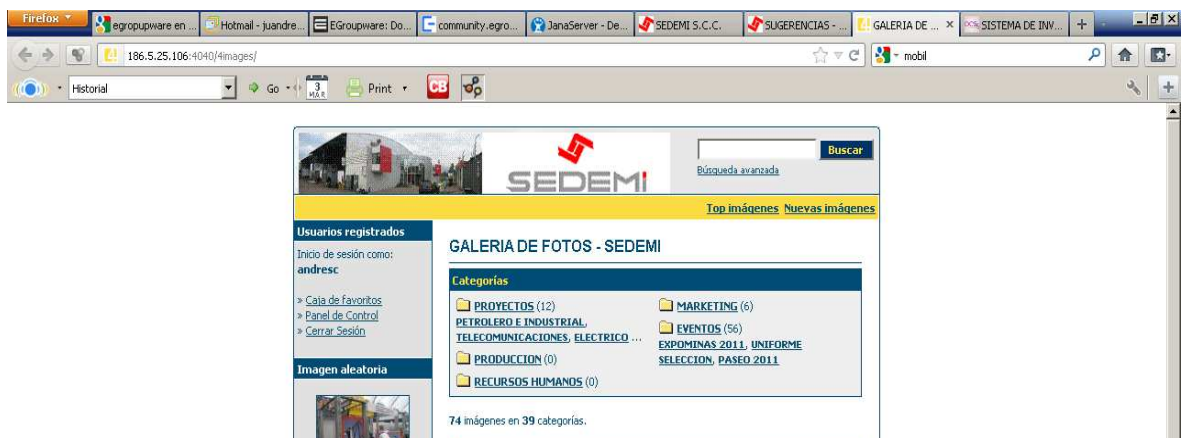 Firefox
egropupware en ...
Hotmail - juandre...
EGroupware: Do...
community.egro...
JanaServer - De...
SEDEMI S.C.C.
SUGERENCIAS - ...
GALERIA DE ...
SISTEMA DE INV...
186.5.25.106:4040/4images/
mobil
Historial
Go
3
MAR
Print
CB
SEDEMI
Buscar
Búsqueda avanzada
Top imágenes Nuevas imágenes
Usuarios registrados
Inicio de sesión como:
andresc
» Caja de favoritos
» Panel de Control
» Cerrar Sesión
Imagen aleatoria
GALERIA DE FOTOS - SEDEMI
Categorías
PROYECTOS (12)
PETROLERO E INDUSTRIAL,
TELECOMUNICACIONES, ELECTRICO ...
PRODUCCION (0)
RECURSOS HUMANOS (0)
MARKETING (6)
EVENTOS (56)
EXPOMINAS 2011, UNIFORME
SELECCION, PASEO 2011
74 imágenes en 39 categorías.